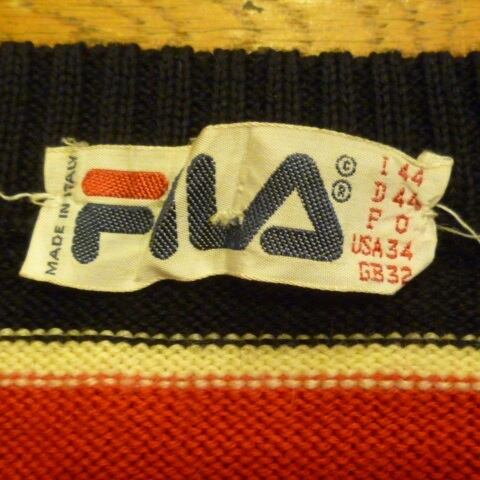 MADE IN ITALY
FILA
©
®
I 44
D 44
F 0
USA 34
GB 32